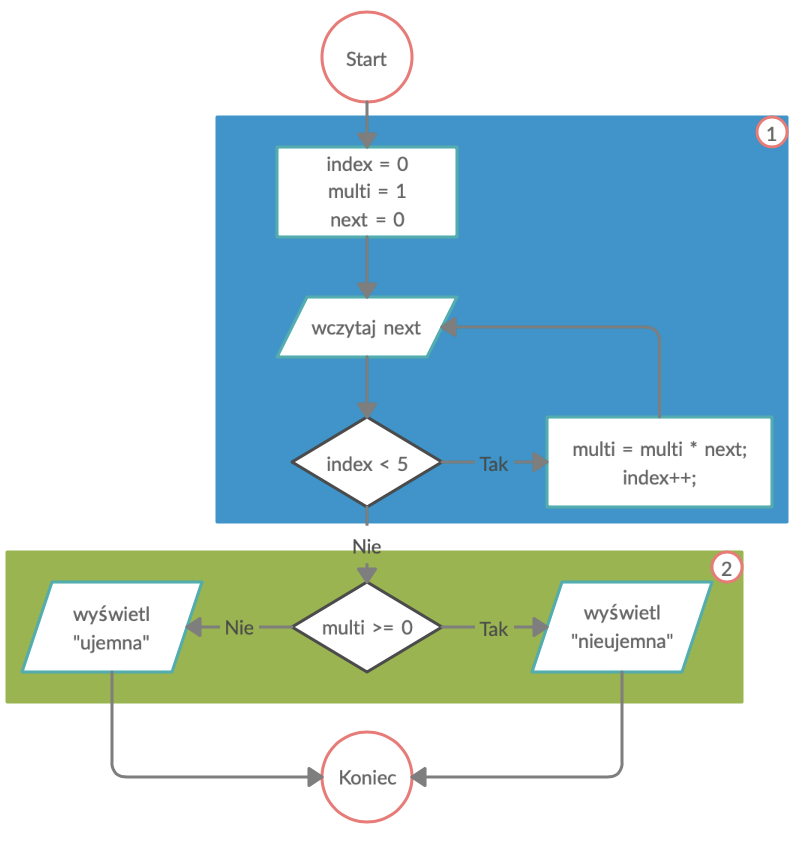 Start
1
index = 0
multi = 1
next = 0
wczytaj next
index < 5
Tak
multi = multi * next;
index++;
Nie
2
wyświetl
"ujemna"
Nie
multi >= 0
Tak
wyświetl
"nieujemna"
Koniec